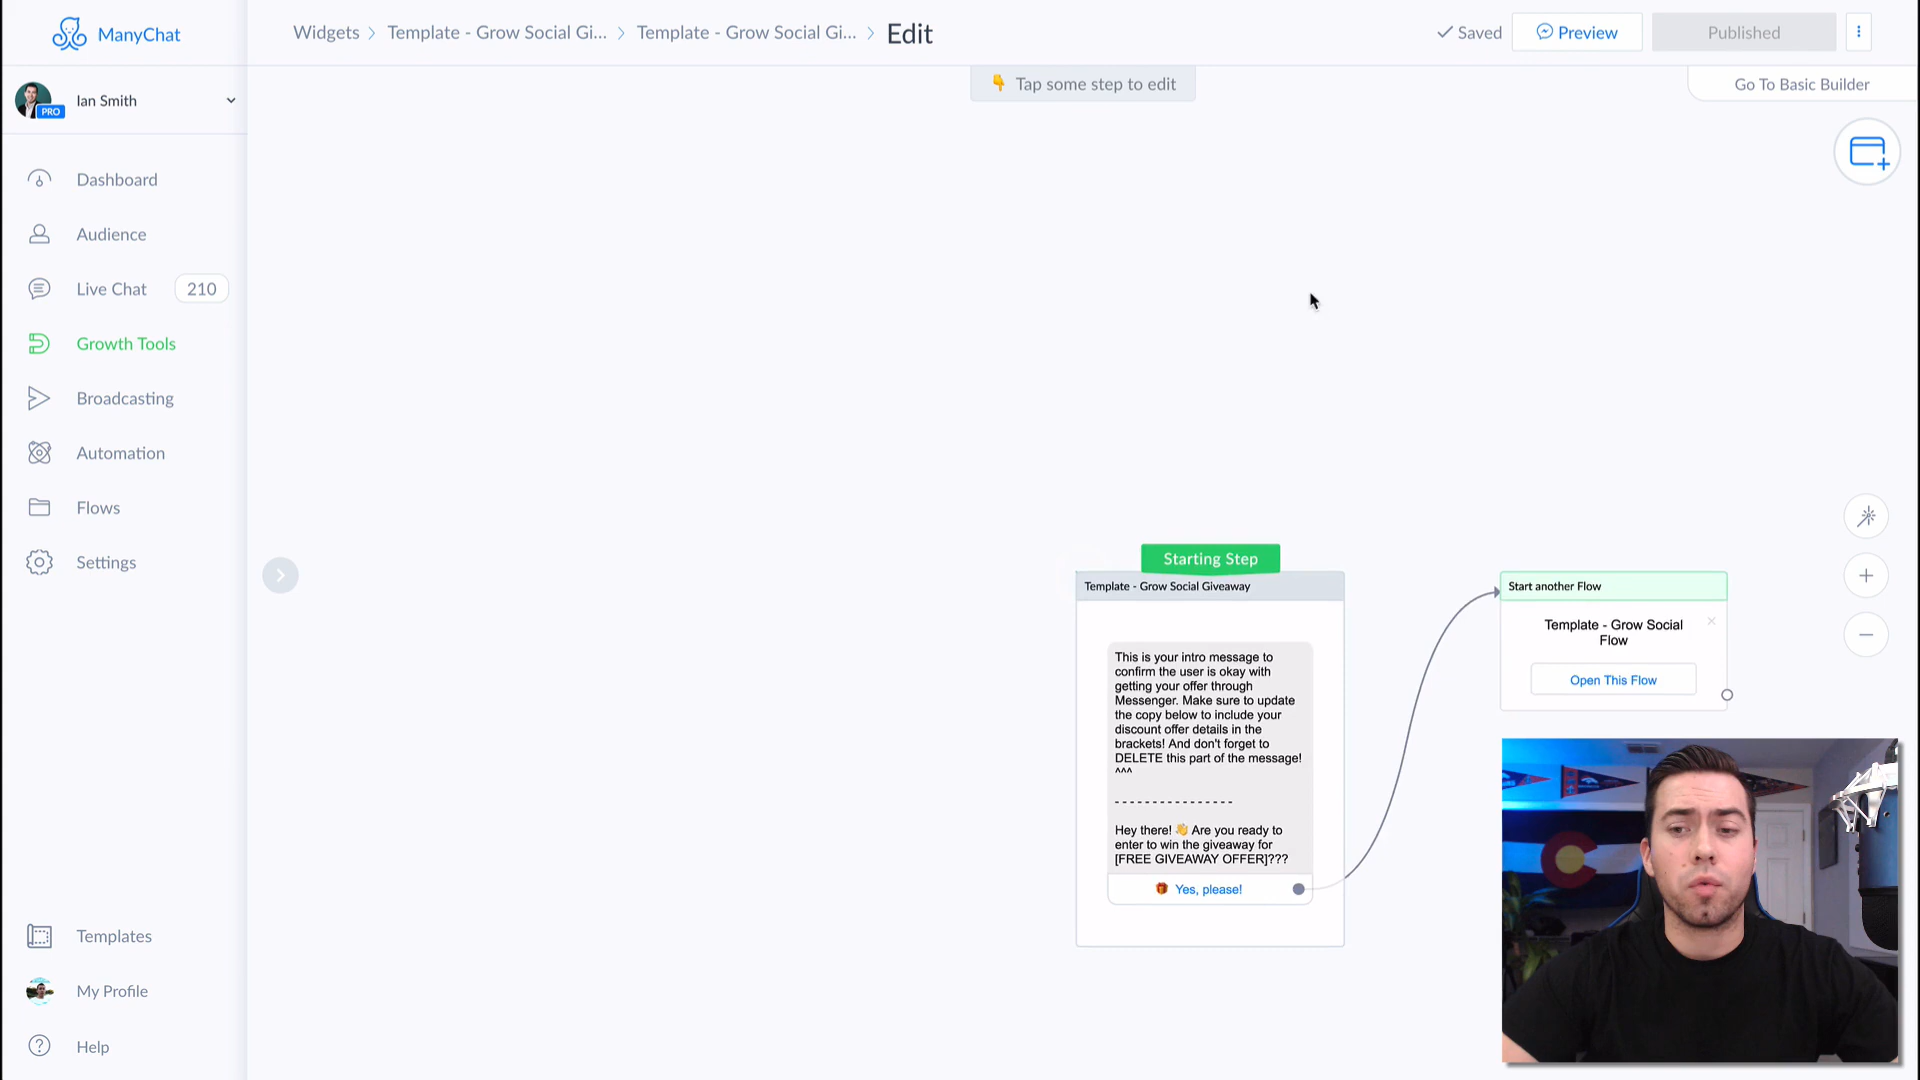 ManyChat
Widgets > Template - Grow Social Gi... > Template - Grow Social Gi... > Edit
Saved
Preview
Published
👇 Tap some step to edit
Go To Basic Builder
Ian Smith
PRO
Dashboard
Audience
Live Chat 210
Growth Tools
Broadcasting
Automation
Flows
Settings
Templates
My Profile
Help
Starting Step
Template - Grow Social Giveaway
This is your intro message to
confirm the user is okay with
getting your offer through
Messenger. Make sure to update
the copy below to include your
discount offer details in the
brackets! And don't forget to
DELETE this part of the message!
^^^
- - - - - - - - - - - - - - - -
Hey there! 👋 Are you ready to
enter to win the giveaway for
[FREE GIVEAWAY OFFER]???
🎁 Yes, please!
Start another Flow
Template - Grow Social
Flow
Open This Flow